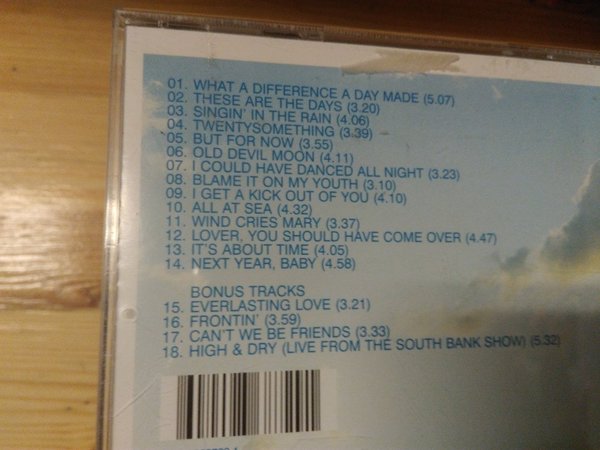 01. WHAT A DIFFERENCE A DAY MADE (5.07)
02. THESE ARE THE DAYS (3.20)
03. SINGIN' IN THE RAIN (4.06)
04. TWENTYSOMETHING (3.39)
05. BUT FOR NOW (3.55)
06. OLD DEVIL MOON (4.11)
07. I COULD HAVE DANCED ALL NIGHT (3.23)
08. BLAME IT ON MY YOUTH (3.10)
09. I GET A KICK OUT OF YOU (4.10)
10. ALL AT SEA (4.32)
11. WIND CRIES MARY (3.37)
12. LOVER, YOU SHOULD HAVE COME OVER (4.47)
13. IT'S ABOUT TIME (4.05)
14. NEXT YEAR, BABY (4.58)
BONUS TRACKS
15. EVERLASTING LOVE (3.21)
16. FRONTIN' (3.59)
17. CAN'T WE BE FRIENDS (3.33)
18. HIGH & DRY (LIVE FROM THE SOUTH BANK SHOW) (5.32)